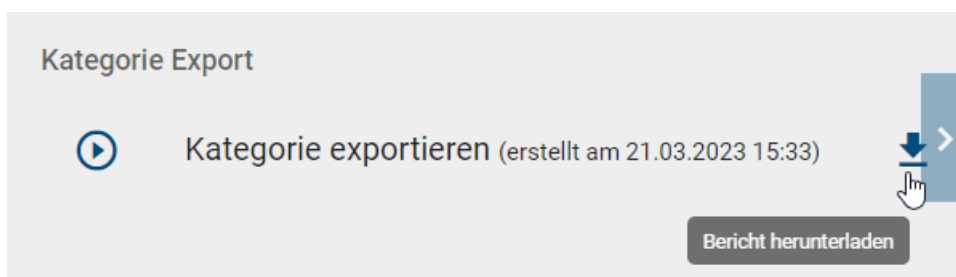 Kategorie Export
Kategorie exportieren (erstellt am 21.03.2023 15:33)
Bericht herunterladen